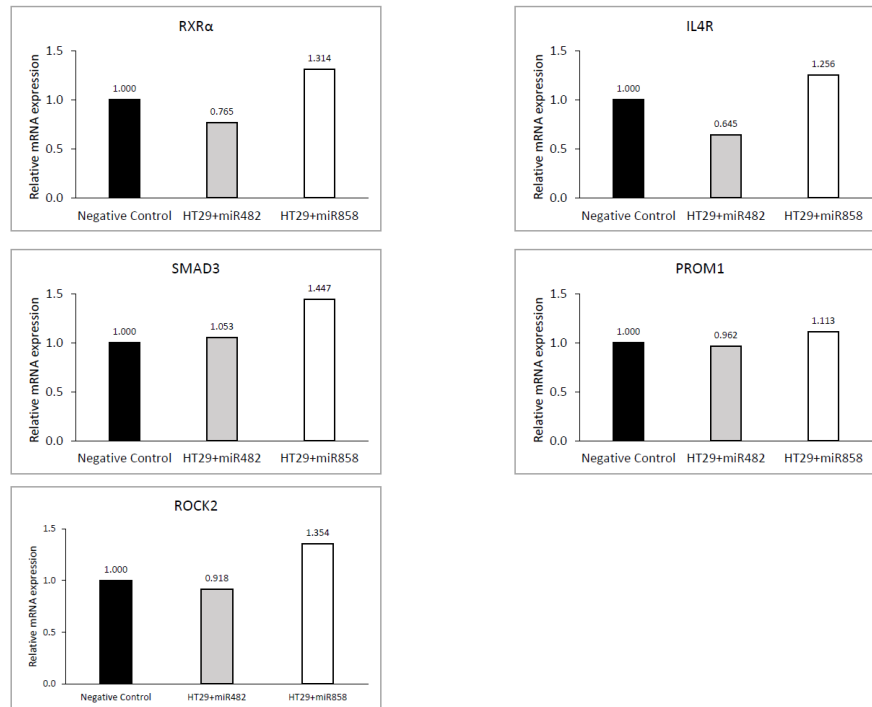 RXRα
Relative mRNA expression
1.5
1.0
0.5
0.0
1.000
0.765
1.314
Negative Control HT29+miR482 HT29+miR858
IL4R
Relative mRNA expression
1.5
1.0
0.5
0.0
1.000
0.645
1.256
Negative Control HT29+miR482 HT29+miR858
SMAD3
Relative mRNA expression
1.5
1.0
0.5
0.0
1.000
1.053
1.447
Negative Control HT29+miR482 HT29+miR858
PROM1
Relative mRNA expression
1.5
1.0
0.5
0.0
1.000
0.962
1.113
Negative Control HT29+miR482 HT29+miR858
ROCK2
Relative mRNA expression
1.5
1.0
0.5
0.0
1.000
0.918
1.354
Negative Control HT29+miR482 HT29+miR858